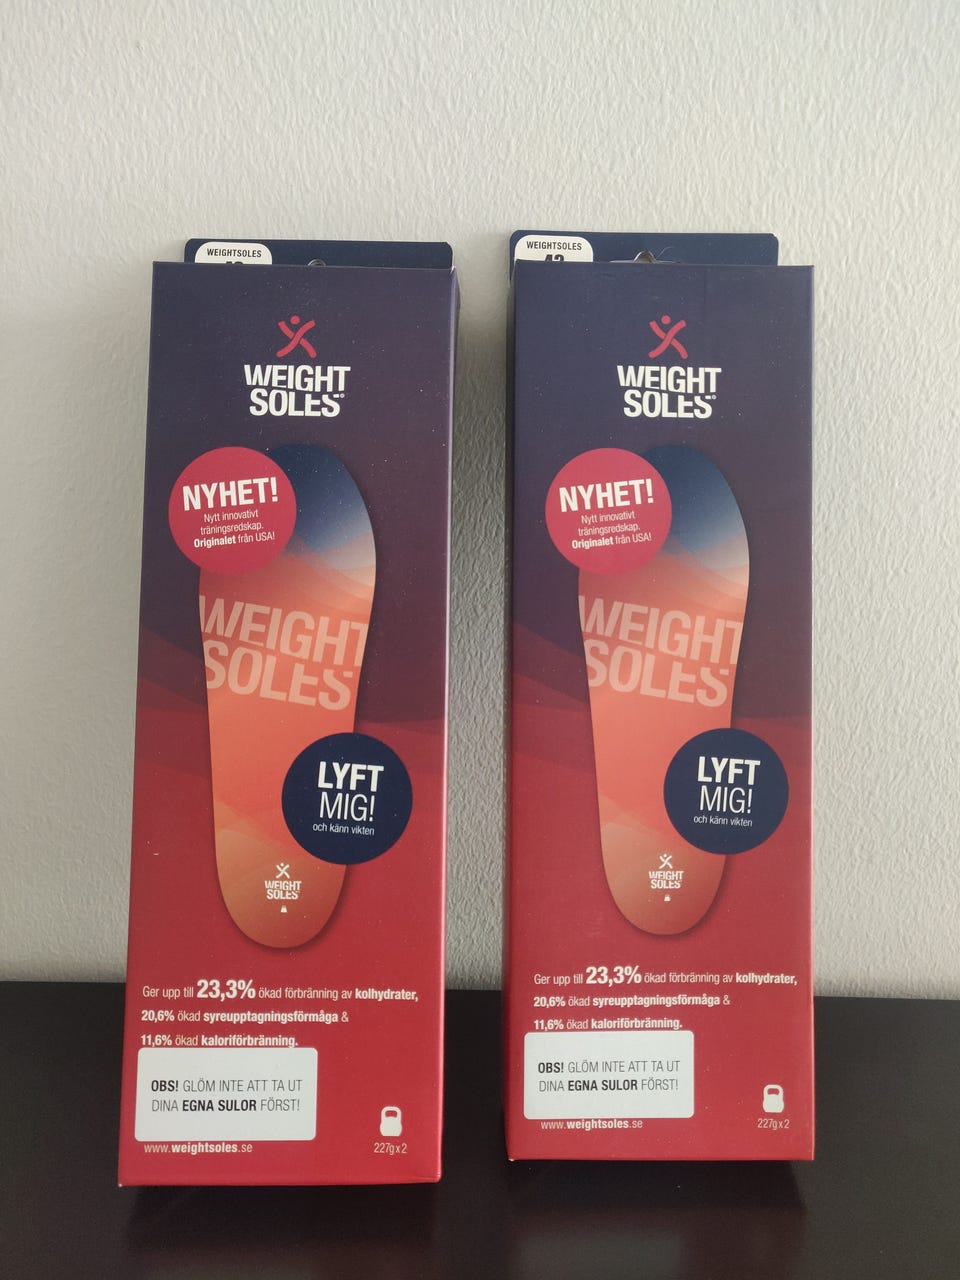 WEIGHTSOLES
WEIGHT
SOLES
NYHET!
Nytt innovativt
träningsredskap.
Originalet från USA!
WEIGHT
SOLES
LYFT
MIG!
och känn vikten
WEIGHT
SOLES
Ger upp till 23,3% ökad förbränning av kolhydrater,
20,6% ökad syreupptagningsförmåga &
11,6% ökad kaloriförbränning.
OBS! GLÖM INTE ATT TA UT
DINA EGNA SULOR FÖRST!
www.weightsoles.se
227g x 2
WEIGHTSOLES
WEIGHT
SOLES
NYHET!
Nytt innovativt
träningsredskap.
Originalet från USA!
WEIGHT
SOLES
LYFT
MIG!
och känn vikten
WEIGHT
SOLES
Ger upp till 23,3% ökad förbränning av kolhydrater,
20,6% ökad syreupptagningsförmåga &
11,6% ökad kaloriförbränning.
OBS! GLÖM INTE ATT TA UT
DINA EGNA SULOR FÖRST!
www.weightsoles.se
227g x 2